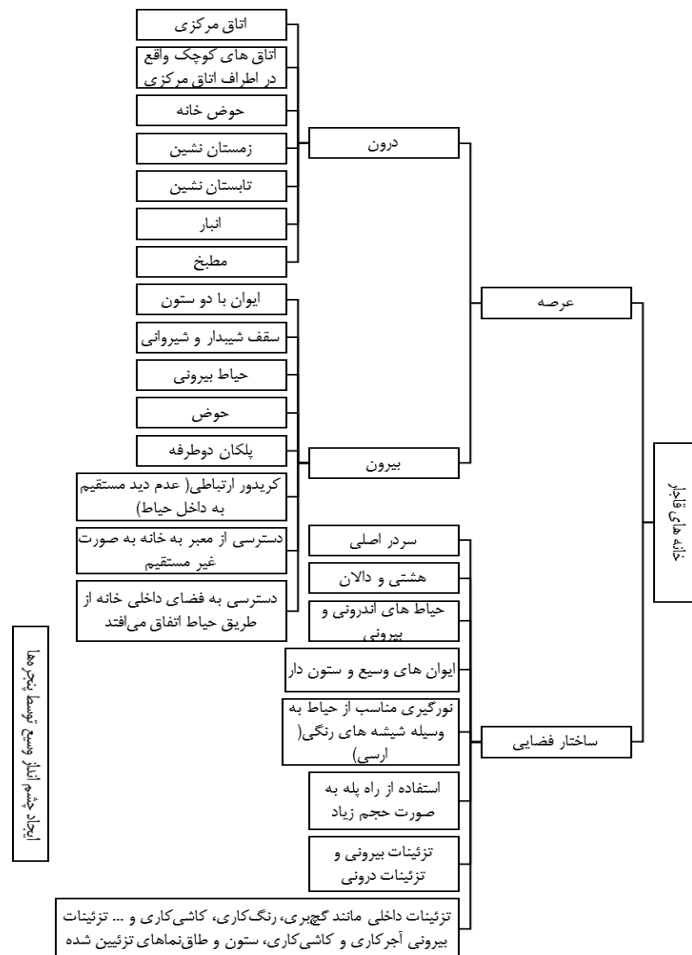 خانه های قاجار
عرصه
درون
اتاق مرکزی
اتاق های کوچک واقع
در اطراف اتاق مرکزی
حوض خانه
زمستان نشین
تابستان نشین
انبار
مطبخ
بیرون
ایوان با دو ستون
سقف شیبدار و شیروانی
حیاط بیرونی
حوض
پلکان دوطرفه
کریدور ارتباطی( عدم دید مستقیم
به داخل حیاط)
دسترسی از معبر به خانه به صورت
غیر مستقیم
دسترسی به فضای داخلی خانه از
طریق حیاط اتفاق می‌افتد
ساختار فضایی
سردر اصلی
هشتی و دالان
حیاط های اندرونی و
بیرونی
ایوان های وسیع و ستون دار
نورگیری مناسب از حیاط به
وسیله شیشه های رنگی(
ارسی)
استفاده از راه پله به
صورت حجم زیاد
تزئینات بیرونی و
تزئینات درونی
تزئینات داخلی مانند گچ‌بری، رنگ‌کاری، کاشی‌کاری و ... تزئینات
بیرونی آجرکاری و کاشی‌کاری، ستون و طاق‌نماهای تزئیین شده
ایجاد چشم انداز وسیع توسط پنجره‌ها